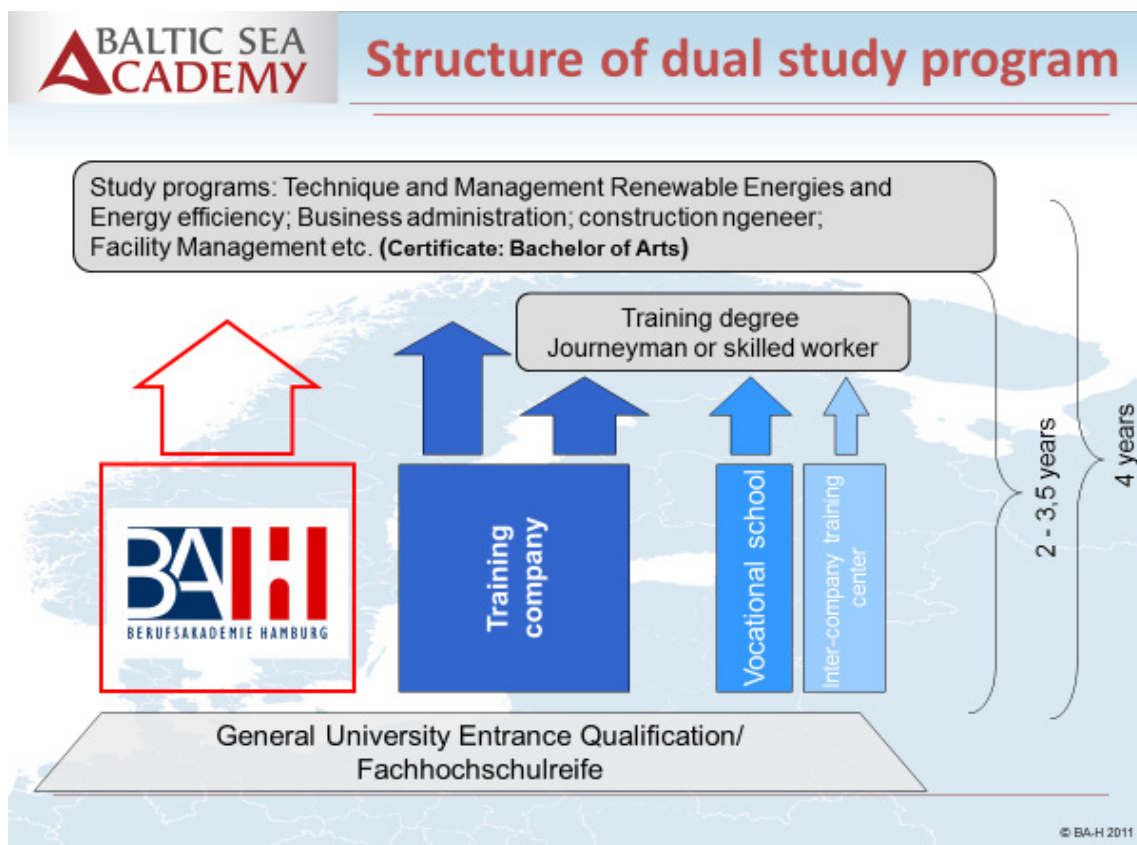 BALTIC SEA
ACADEMY
Structure of dual study program
Study programs: Technique and Management Renewable Energies and
Energy efficiency; Business administration; construction ngeneer;
Facility Management etc. (Certificate: Bachelor of Arts)
Training degree
Journeyman or skilled worker
BAH
BERUFSAKADEMIE HAMBURG
Training
company
Vocational school
Inter-company training
center
2 - 3,5 years
4 years
General University Entrance Qualification/
Fachhochschulreife
© BA-H 2011